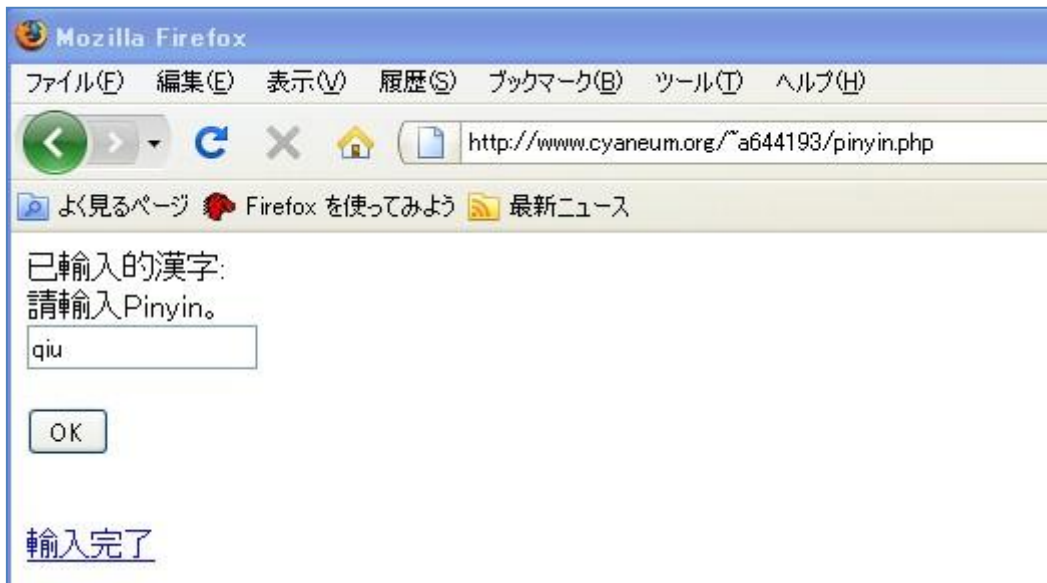 Mozilla Firefox
ファイル(F) 編集(E) 表示(V) 履歴(S) ブックマーク(B) ツール(T) ヘルプ(H)
http://www.cyaneum.org/~a644193/pinyin.php
よく見るページ Firefox を使ってみよう 最新ニュース
已輸入的漢字:
請輸入Pinyin。
qiu
OK
輸入完了